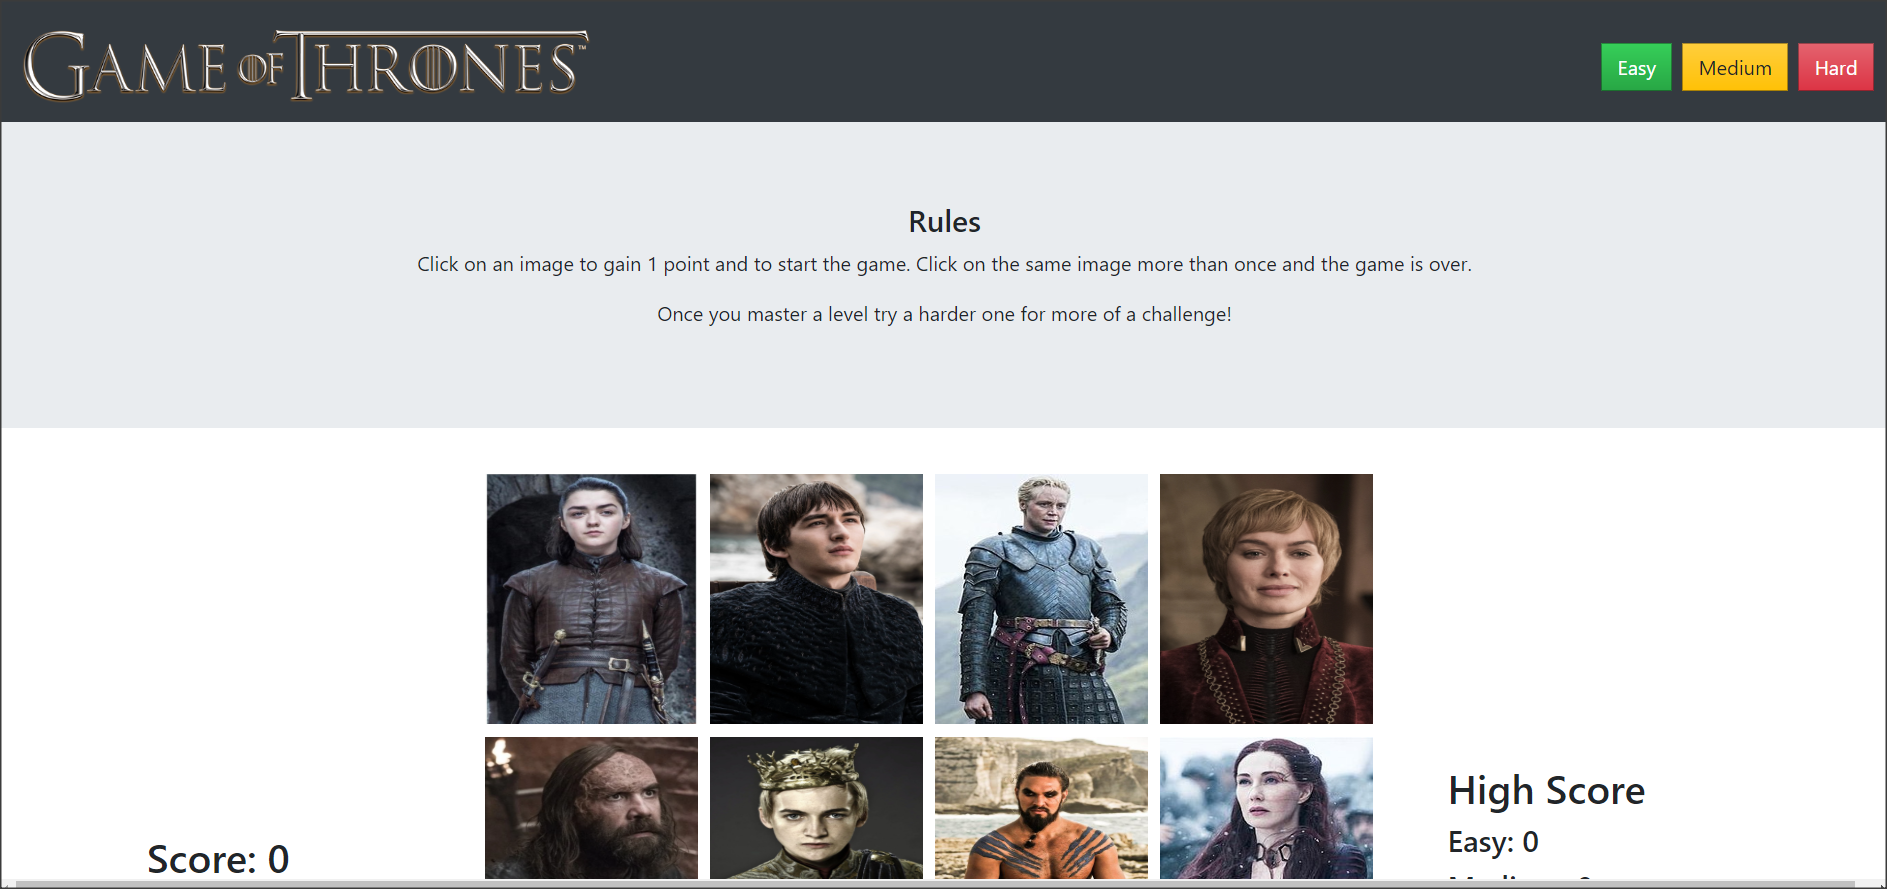 GAME OF THRONES™
Easy Medium Hard
Rules
Click on an image to gain 1 point and to start the game. Click on the same image more than once and the game is over.
Once you master a level try a harder one for more of a challenge!
High Score
Easy: 0
Score: 0